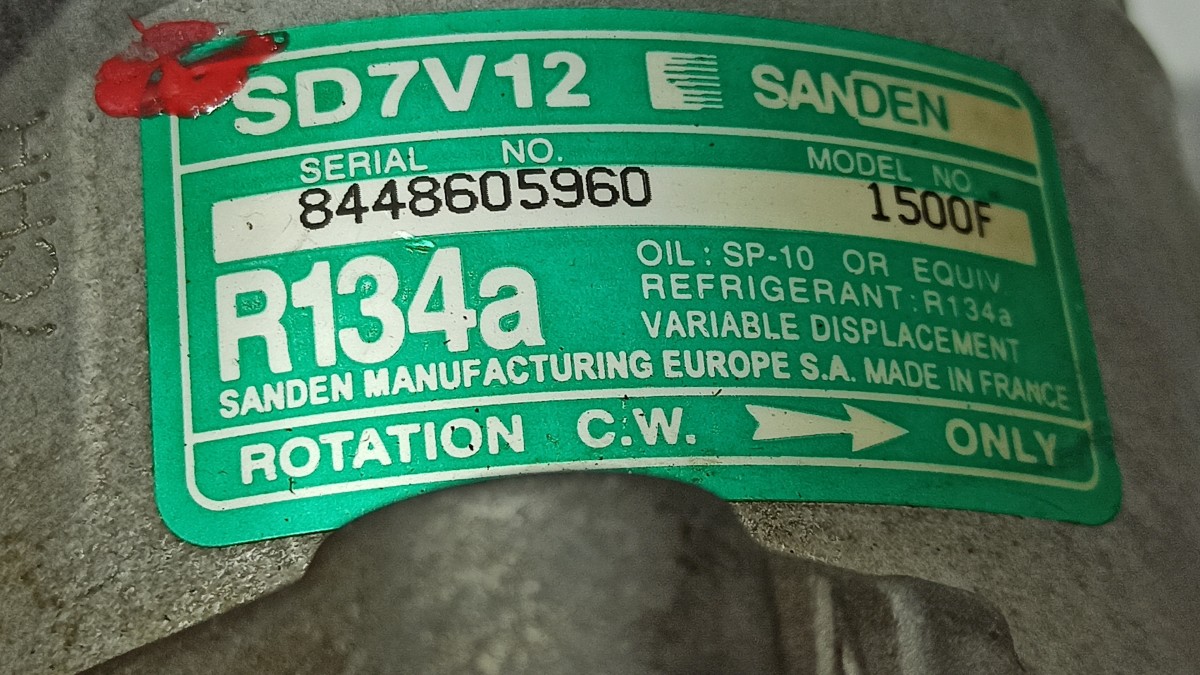 SD7V12 SANDEN
SERIAL NO. MODEL NO
8448605960 1500F
R134a
OIL: SP-10 OR EQUIV
REFRIGERANT: R134a
VARIABLE DISPLACEMENT
SANDEN MANUFACTURING EUROPE S.A. MADE IN FRANCE
ROTATION C.W. ONLY